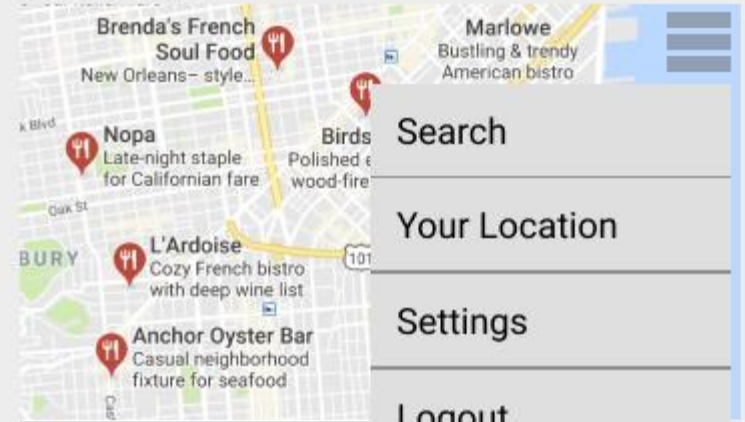 Brenda's French
Soul Food
New Orleans– style...
Marlowe
Bustling & trendy
American bistro
Blvd
Nopa
Late-night staple
for Californian fare
Birds
Polished
wood-fire
Oak St
BURY
L'Ardoise
Cozy French bistro
with deep wine list
101
Anchor Oyster Bar
Casual neighborhood
fixture for seafood
Search
Your Location
Settings
Logout